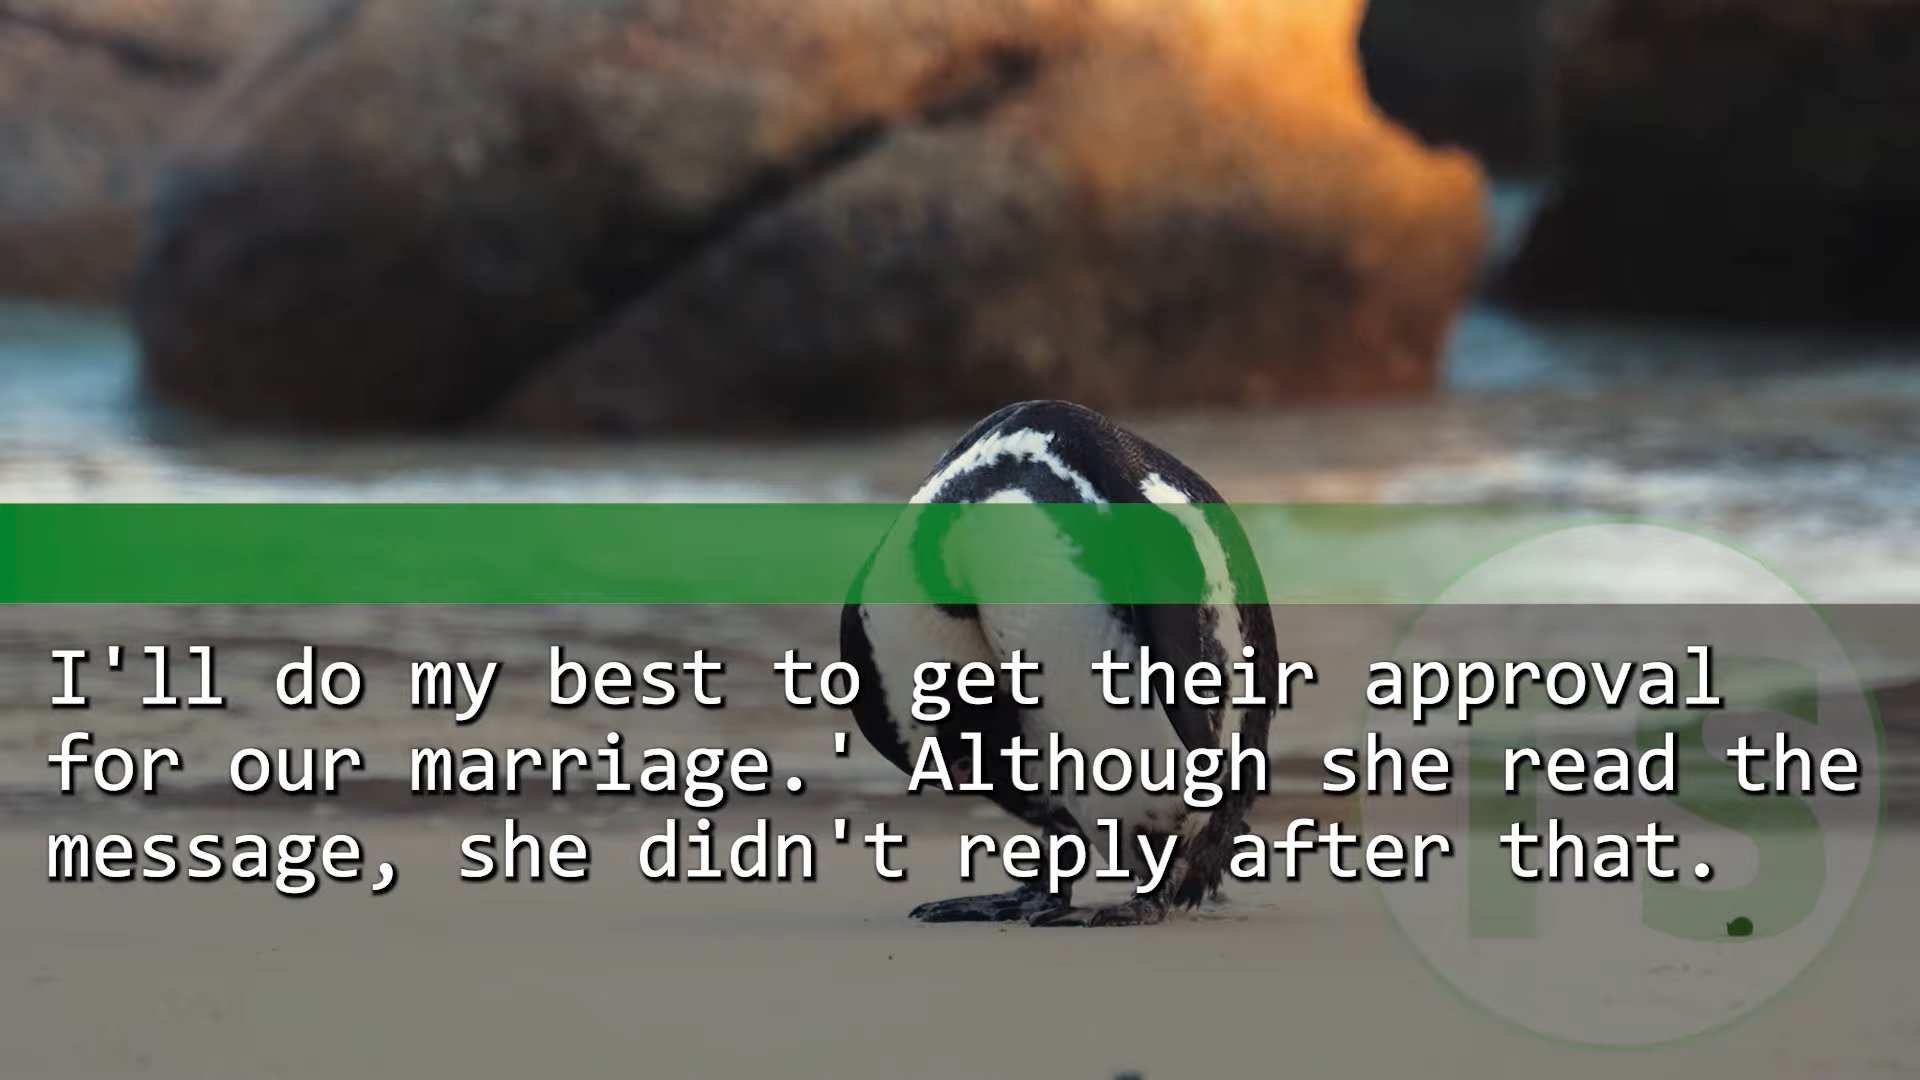 I'll do my best to get their approval
for our marriage.' Although she read the
message, she didn't reply after that.
TS